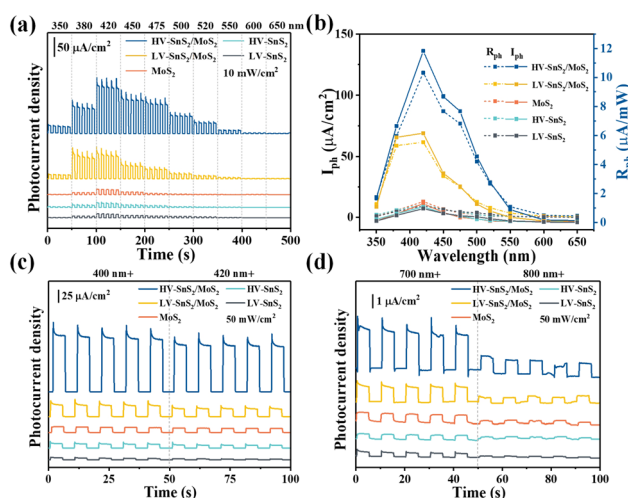 (a)
350 380 420 450 475 500 520 550 600 650 nm
50 μA/cm²
HV-SnS₂/MoS₂
HV-SnS₂
LV-SnS₂/MoS₂
LV-SnS₂
MoS₂
10 mW/cm²
Photocurrent density
0 100 200 300 400 500
Time (s)
(b)
150
100
50
0
Iₚₕ (μA/cm²)
Rₚₕ Iₚₕ
HV-SnS₂/MoS₂
LV-SnS₂/MoS₂
MoS₂
HV-SnS₂
LV-SnS₂
12
10
8
6
4
2
0
Rₚₕ (μA/mW)
350 400 450 500 550 600 650
Wavelength (nm)
(c)
400 nm+ 420 nm+
25 μA/cm²
HV-SnS₂/MoS₂
HV-SnS₂
LV-SnS₂/MoS₂
LV-SnS₂
MoS₂
50 mW/cm²
Photocurrent density
0 25 50 75 100
Time (s)
(d)
700 nm+ 800 nm+
1 μA/cm²
HV-SnS₂/MoS₂
HV-SnS₂
LV-SnS₂/MoS₂
LV-SnS₂
MoS₂
50 mW/cm²
Photocurrent density
0 20 40 60 80 100
Time (s)